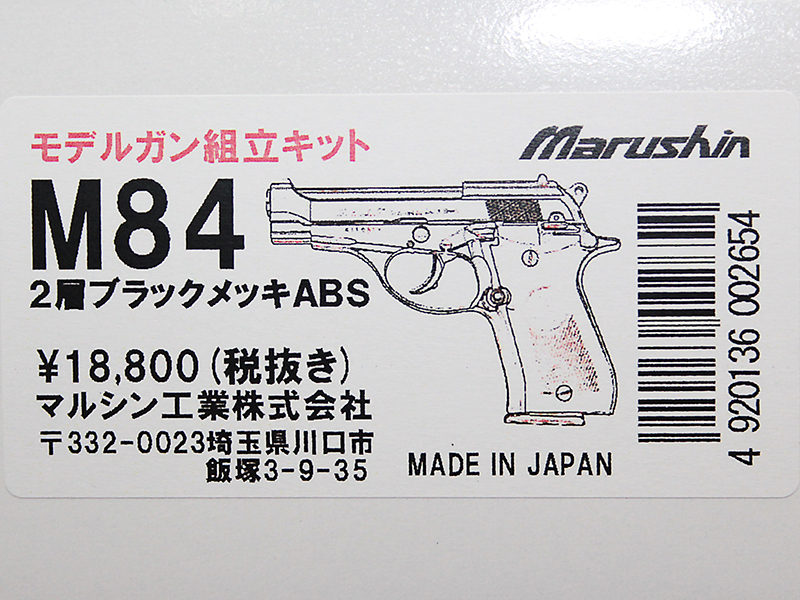 モデルガン組立キット
Marushin
M84
2層ブラックメッキABS
¥18,800(税抜き)
マルシン工業株式会社
〒332-0023埼玉県川口市
飯塚3-9-35
MADE IN JAPAN
4 920136 002654